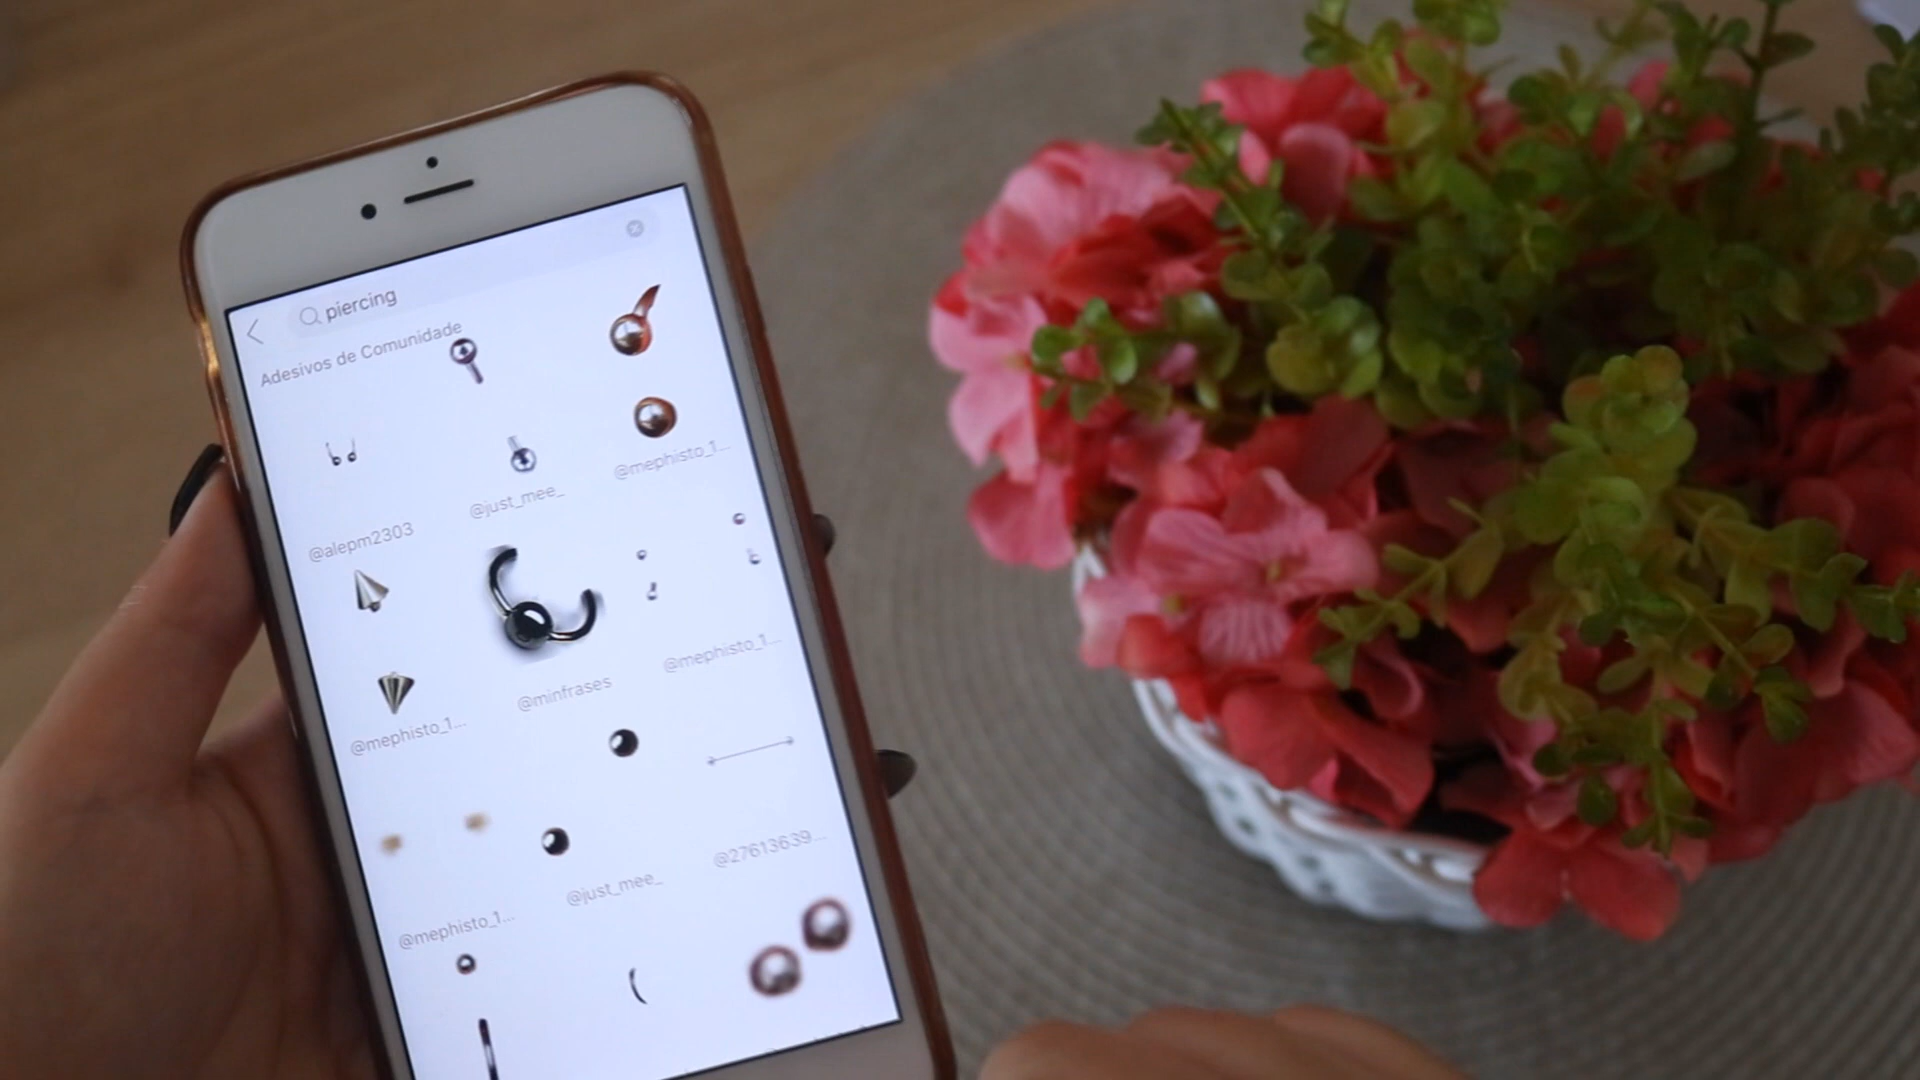 piercing
Adesivos de Comunidade
@alepm2303
@just_mee_
@mephisto_1...
@mephisto_1...
@minfrases
@mephisto_1...
@mephisto_1...
@just_mee_
@27613639...